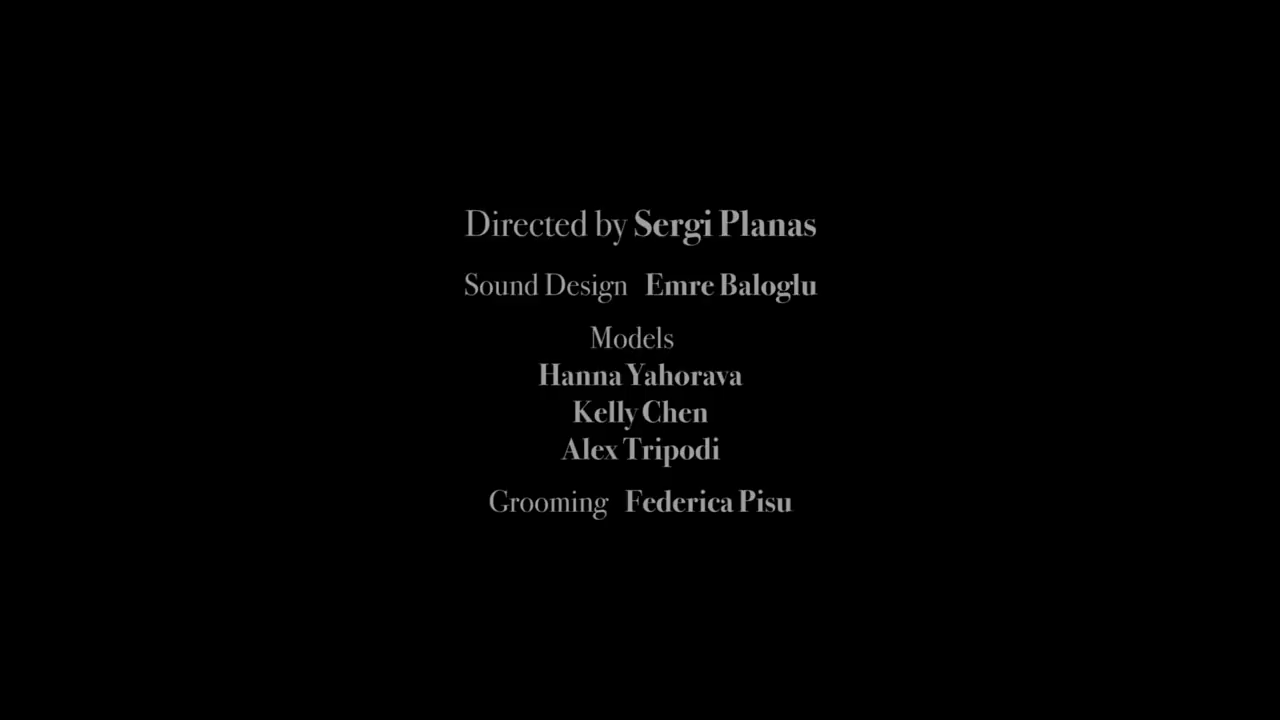 Directed by Sergi Planas
Sound Design Emre Baloglu
Models
Hanna Yahorava
Kelly Chen
Alex Tripodi
Grooming Federica Pisu